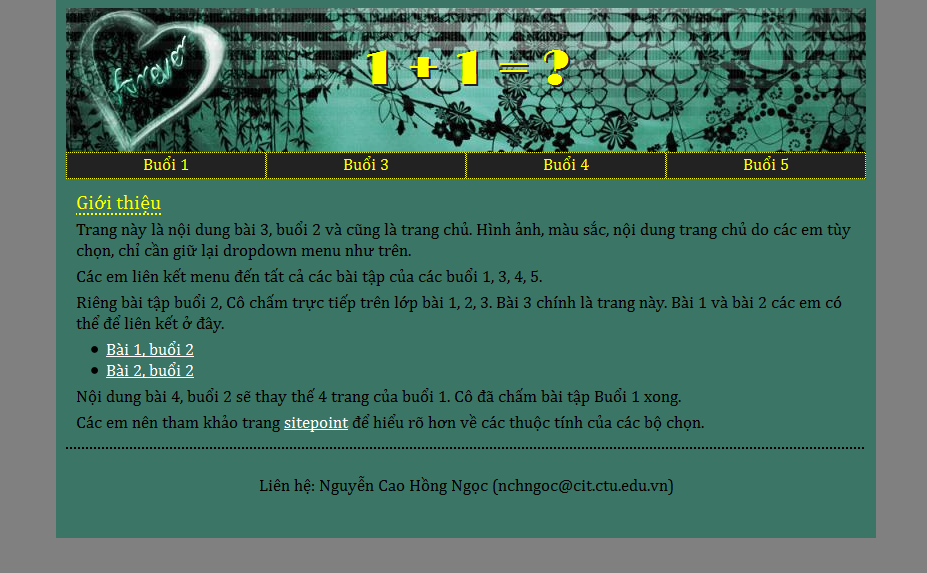 forever
1 + 1 = ?
Buổi 1 Buổi 3 Buổi 4 Buổi 5
Giới thiệu
Trang này là nội dung bài 3, buổi 2 và cũng là trang chủ. Hình ảnh, màu sắc, nội dung trang chủ do các em tùy
chọn, chỉ cần giữ lại dropdown menu như trên.
Các em liên kết menu đến tất cả các bài tập của các buổi 1, 3, 4, 5.
Riêng bài tập buổi 2, Cô chấm trực tiếp trên lớp bài 1, 2, 3. Bài 3 chính là trang này. Bài 1 và bài 2 các em có
thể để liên kết ở đây.
Bài 1, buổi 2
Bài 2, buổi 2
Nội dung bài 4, buổi 2 sẽ thay thế 4 trang của buổi 1. Cô đã chấm bài tập Buổi 1 xong.
Các em nên tham khảo trang sitepoint để hiểu rõ hơn về các thuộc tính của các bộ chọn.
Liên hệ: Nguyễn Cao Hồng Ngọc (nchngoc@cit.ctu.edu.vn)